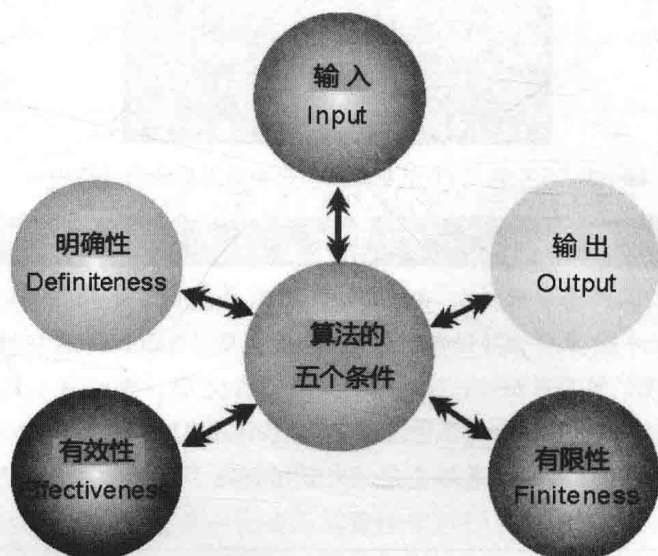 输入
Input
明确性
Definiteness
输出
Output
算法的
五个条件
有效性
Effectiveness
有限性
Finiteness